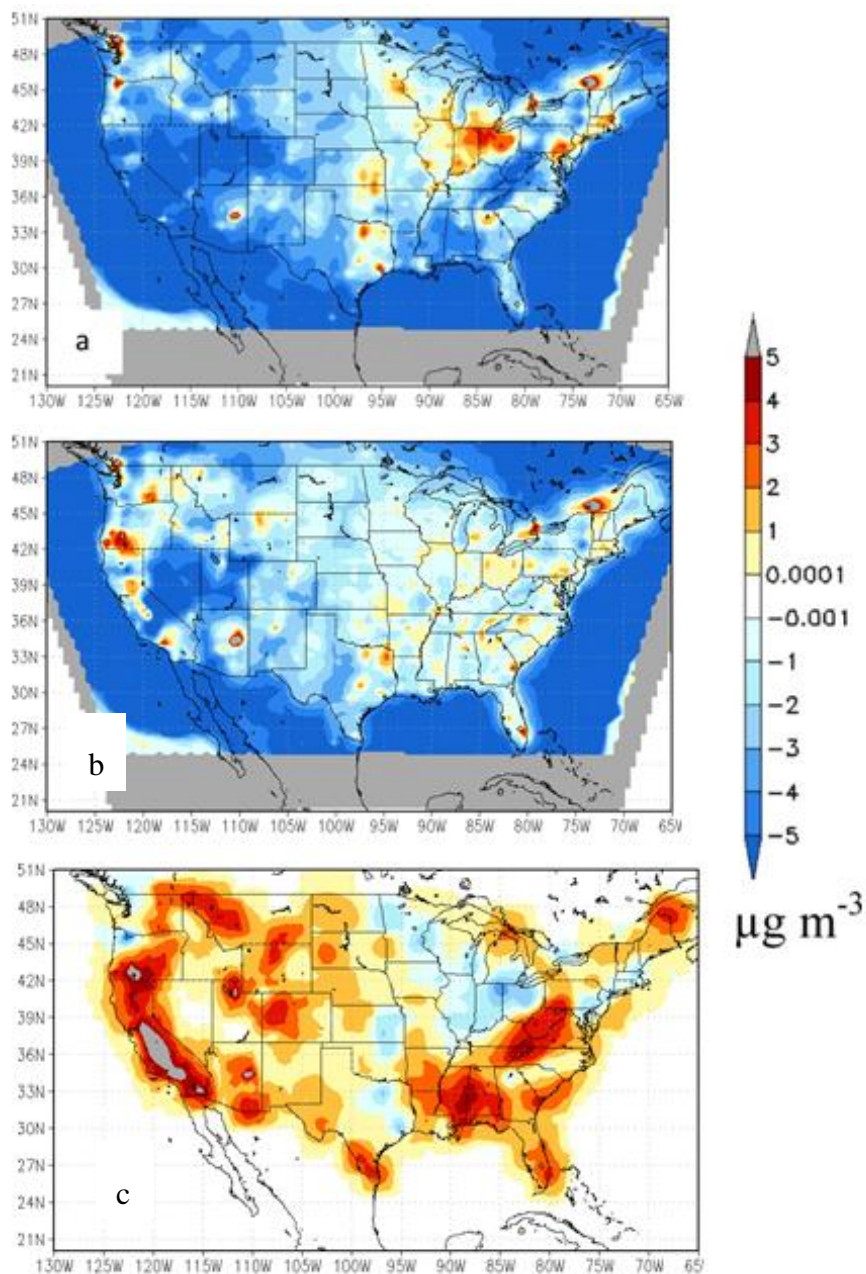 51N
48N
45N
42N
39N
36N
33N
30N
27N
24N
21N
a
130W 125W 120W 115W 110W 105W 100W 95W 90W 85W 80W 75W 70W 65W
51N
48N
45N
42N
39N
36N
33N
30N
27N
24N
21N
b
130W 125W 120W 115W 110W 105W 100W 95W 90W 85W 80W 75W 70W 65W
51N
48N
45N
42N
39N
36N
33N
30N
27N
24N
21N
c
130W 125W 120W 115W 110W 105W 100W 95W 90W 85W 80W 75W 70W 65W
5
4
3
2
1
0.0001
-0.001
-1
-2
-3
-4
-5
μg m⁻³